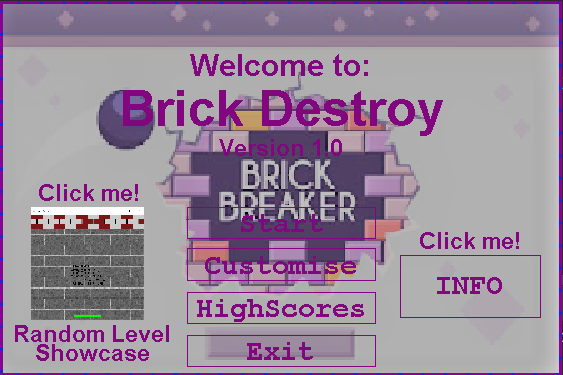 Welcome to:
Brick Destroy
Version 1.0
BRICK
BREAKER
Click me!
Start
Click me!
Customise
INFO
HighScores
Random Level
Showcase
Exit